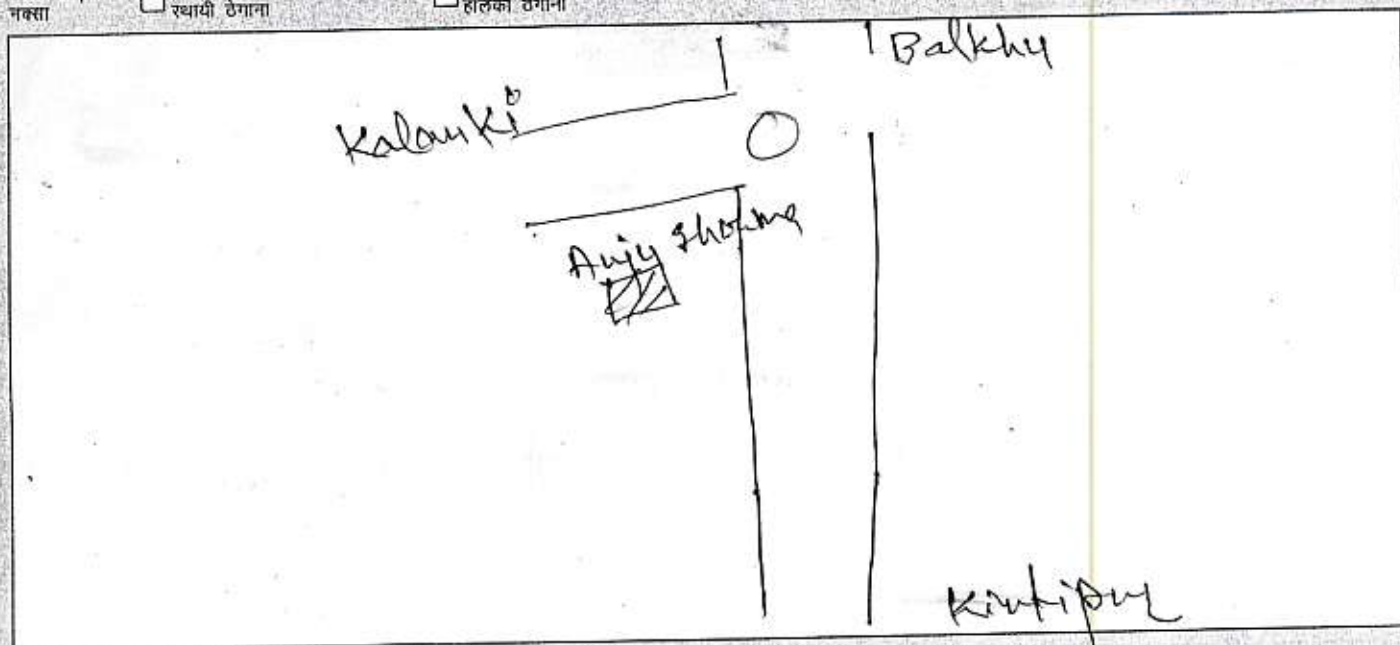 नक्सा
स्थायी ठेगाना
हालको ठेगाना
Balkhu
Kalanki
Anju Sharma
Kirtipur